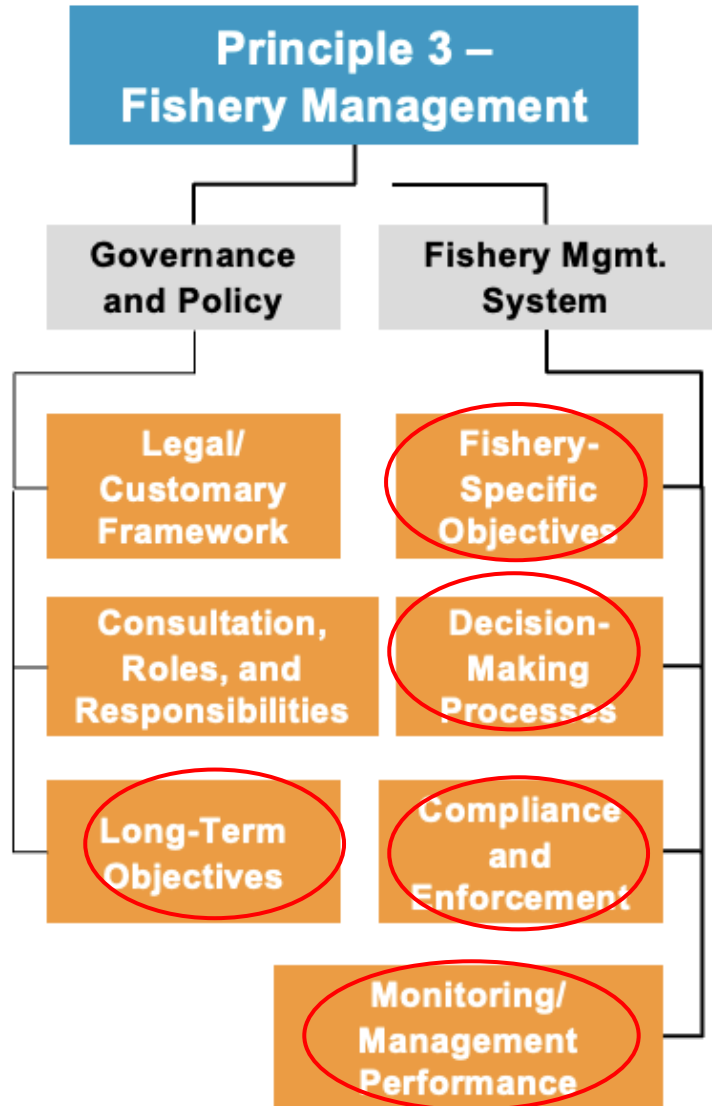 Principle 3 –
Fishery Management
Governance
and Policy
Fishery Mgmt.
System
Legal/
Customary
Framework
Consultation,
Roles, and
Responsibilities
Long-Term
Objectives
Fishery-
Specific
Objectives
Decision-
Making
Processes
Compliance
and
Enforcement
Monitoring/
Management
Performance